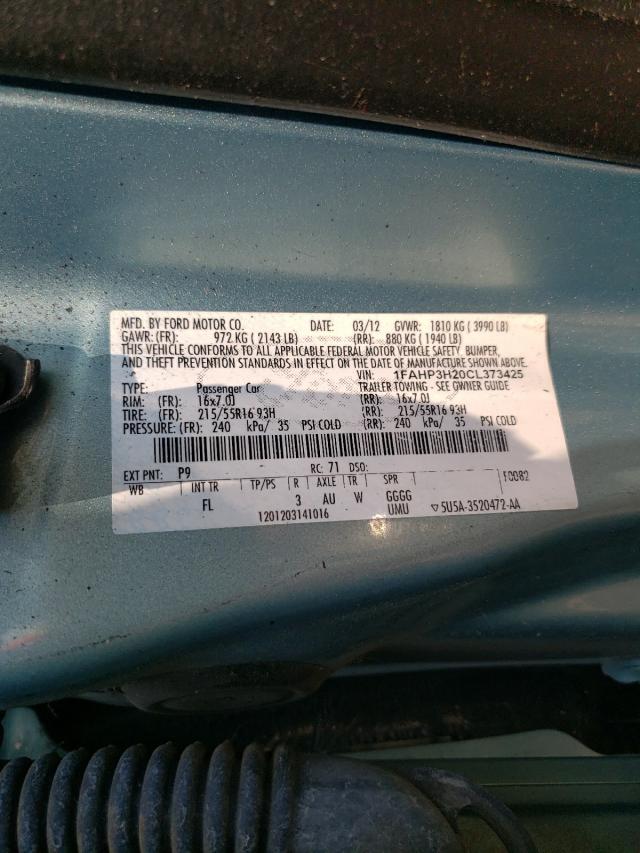 MFD. BY FORD MOTOR CO. DATE: 03/12 GVWR: 1810 KG ( 3990 LB)
GAWR: (FR): 972 KG ( 2143 LB) (RR): 880 KG ( 1940 LB)
THIS VEHICLE CONFORMS TO ALL APPLICABLE FEDERAL MOTOR VEHICLE SAFETY, BUMPER,
AND THEFT PREVENTION STANDARDS IN EFFECT ON THE DATE OF MANUFACTURE SHOWN ABOVE.
VIN: 1FAHP3H20CL373425
TYPE: Passenger Car TRAILER TOWING - SEE OWNER GUIDE
RIM: (FR): 16x7.0J (RR): 16x7.0J
TIRE: (FR): 215/55R16 93H (RR): 215/55R16 93H
PRESSURE: (FR): 240 kPa/ 35 PSI COLD (RR): 240 kPa/ 35 PSI COLD
EXT PNT: P9 RC: 71 DSO: F0082
WB INT TR TP/PS R AXLE TR SPR
FL 3 AU W GGGG
1201203141016 UMU ▽5U5A-3520472-AA